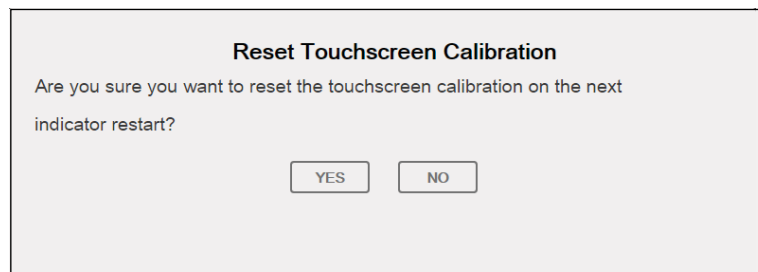 Reset Touchscreen Calibration
Are you sure you want to reset the touchscreen calibration on the next
indicator restart?
YES NO